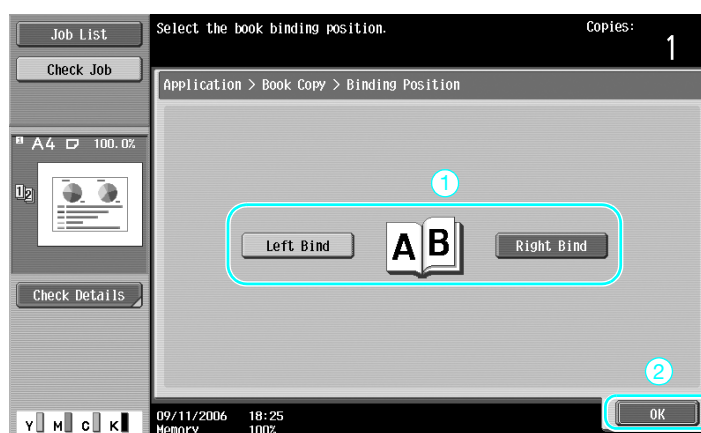 Job List
Check Job
Select the book binding position.
Copies:
1
Application > Book Copy > Binding Position
A4 100.0%
12
1
Left Bind
A B
Right Bind
Check Details
2
OK
Y M C K
09/11/2006 18:25
Memory 100%